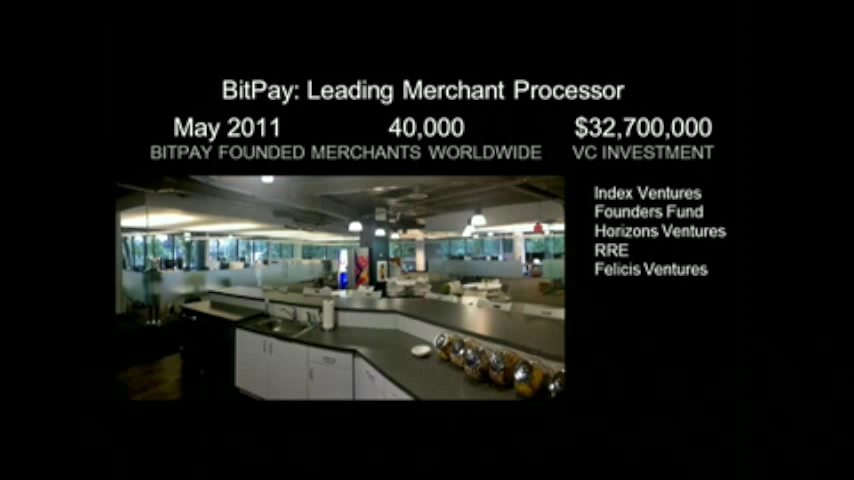 BitPay: Leading Merchant Processor
May 2011 40,000 $32,700,000
BITPAY FOUNDED MERCHANTS WORLDWIDE VC INVESTMENT
Index Ventures
Founders Fund
Horizons Ventures
RRE
Felicis Ventures